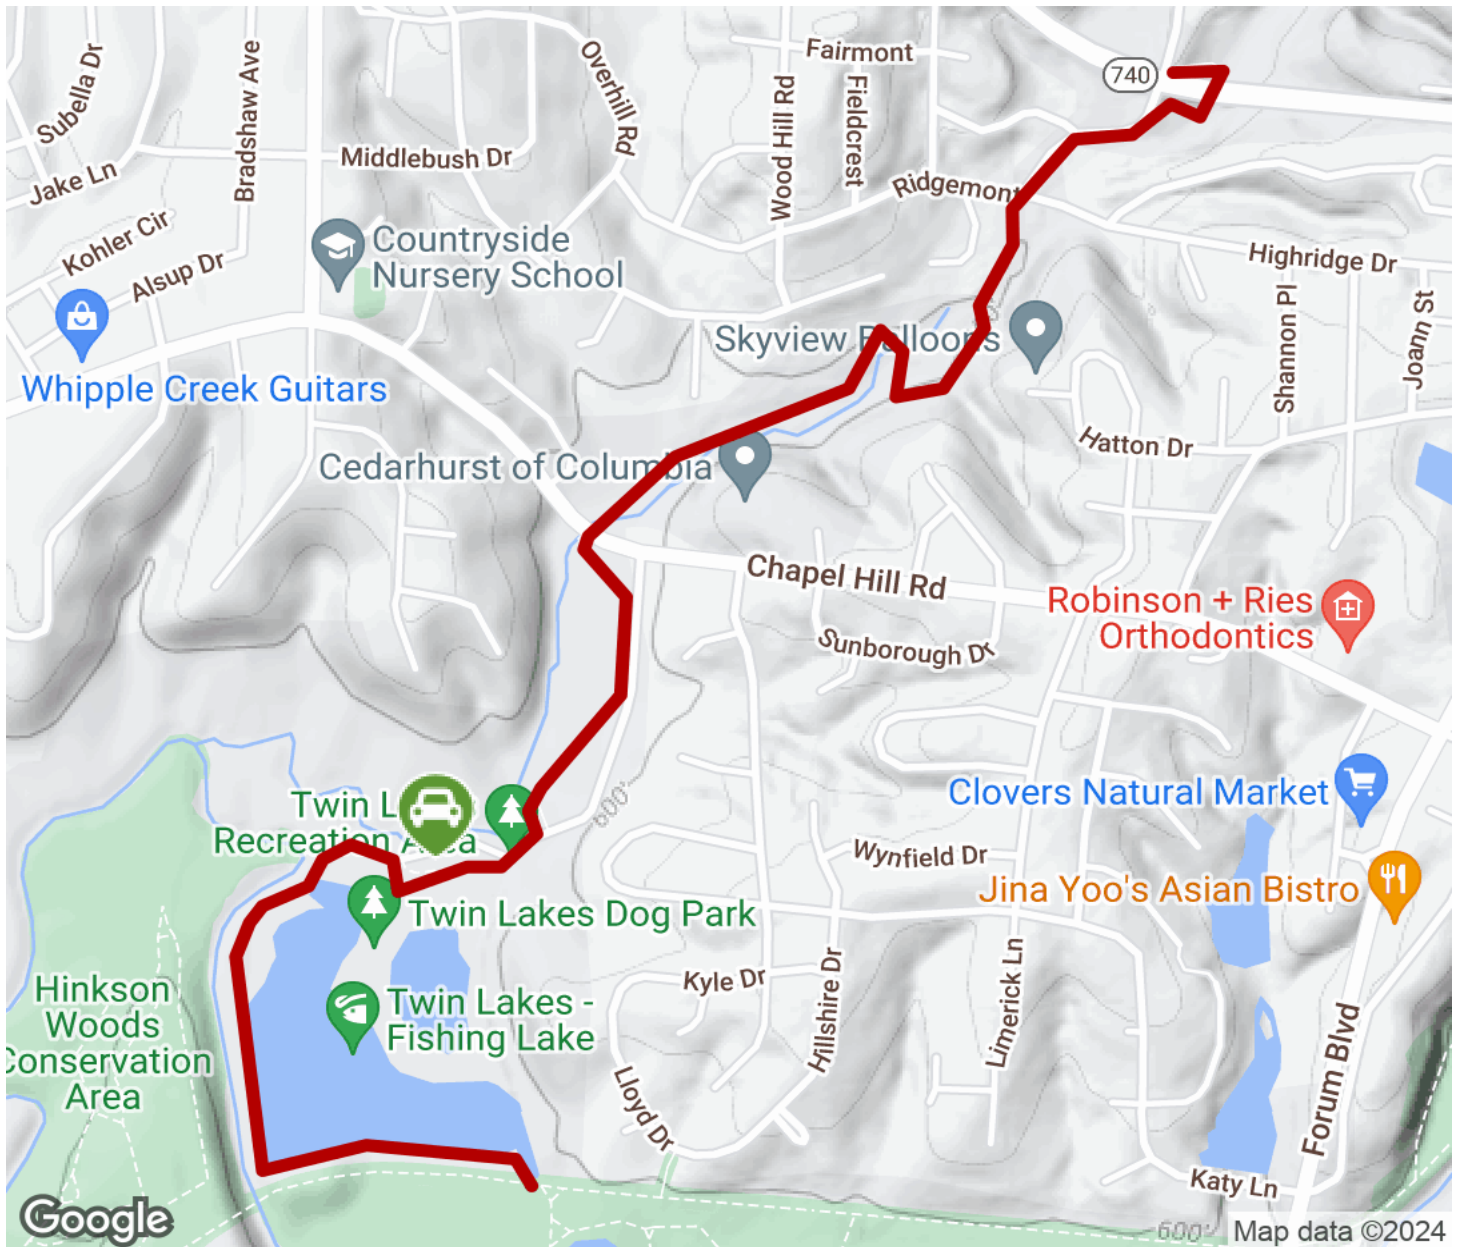 Fairmont
740
Overhill Rd
Subella Dr
Bradshaw Ave
Wood Hill Rd
Fieldcrest
Middlebush Dr
Jake Ln
Ridgemont
Kohler Cir
Countryside
Nursery School
Alsup Dr
Highridge Dr
Shannon Pl
Joann St
Skyview Balloons
Whipple Creek Guitars
Hatton Dr
Cedarhurst of Columbia
Chapel Hill Rd
Robinson + Ries
Orthodontics
Sunborough Dr
600'
Clovers Natural Market
Twin L
Recreation Area
Wynfield Dr
Jina Yoo's Asian Bistro
Twin Lakes Dog Park
Kyle Dr
Hillshire Dr
Limerick Ln
Hinkson
Woods
Conservation
Area
Twin Lakes -
Fishing Lake
Lloyd Dr
Forum Blvd
Katy Ln
Google
600'
Map data ©2024